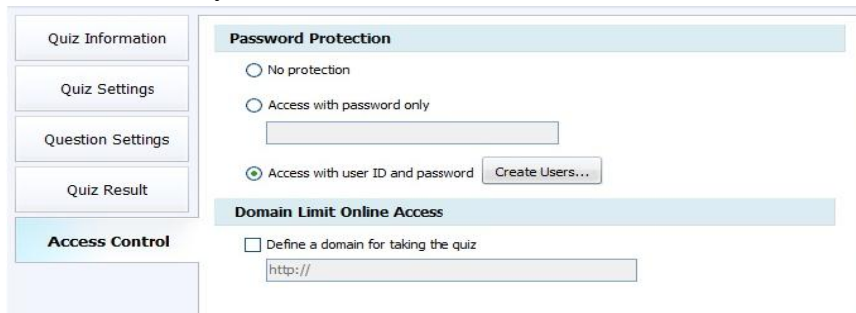 Quiz Information
Quiz Settings
Question Settings
Quiz Result
Access Control
Password Protection
No protection
Access with password only
Access with user ID and password
Create Users...
Domain Limit Online Access
Define a domain for taking the quiz
http://